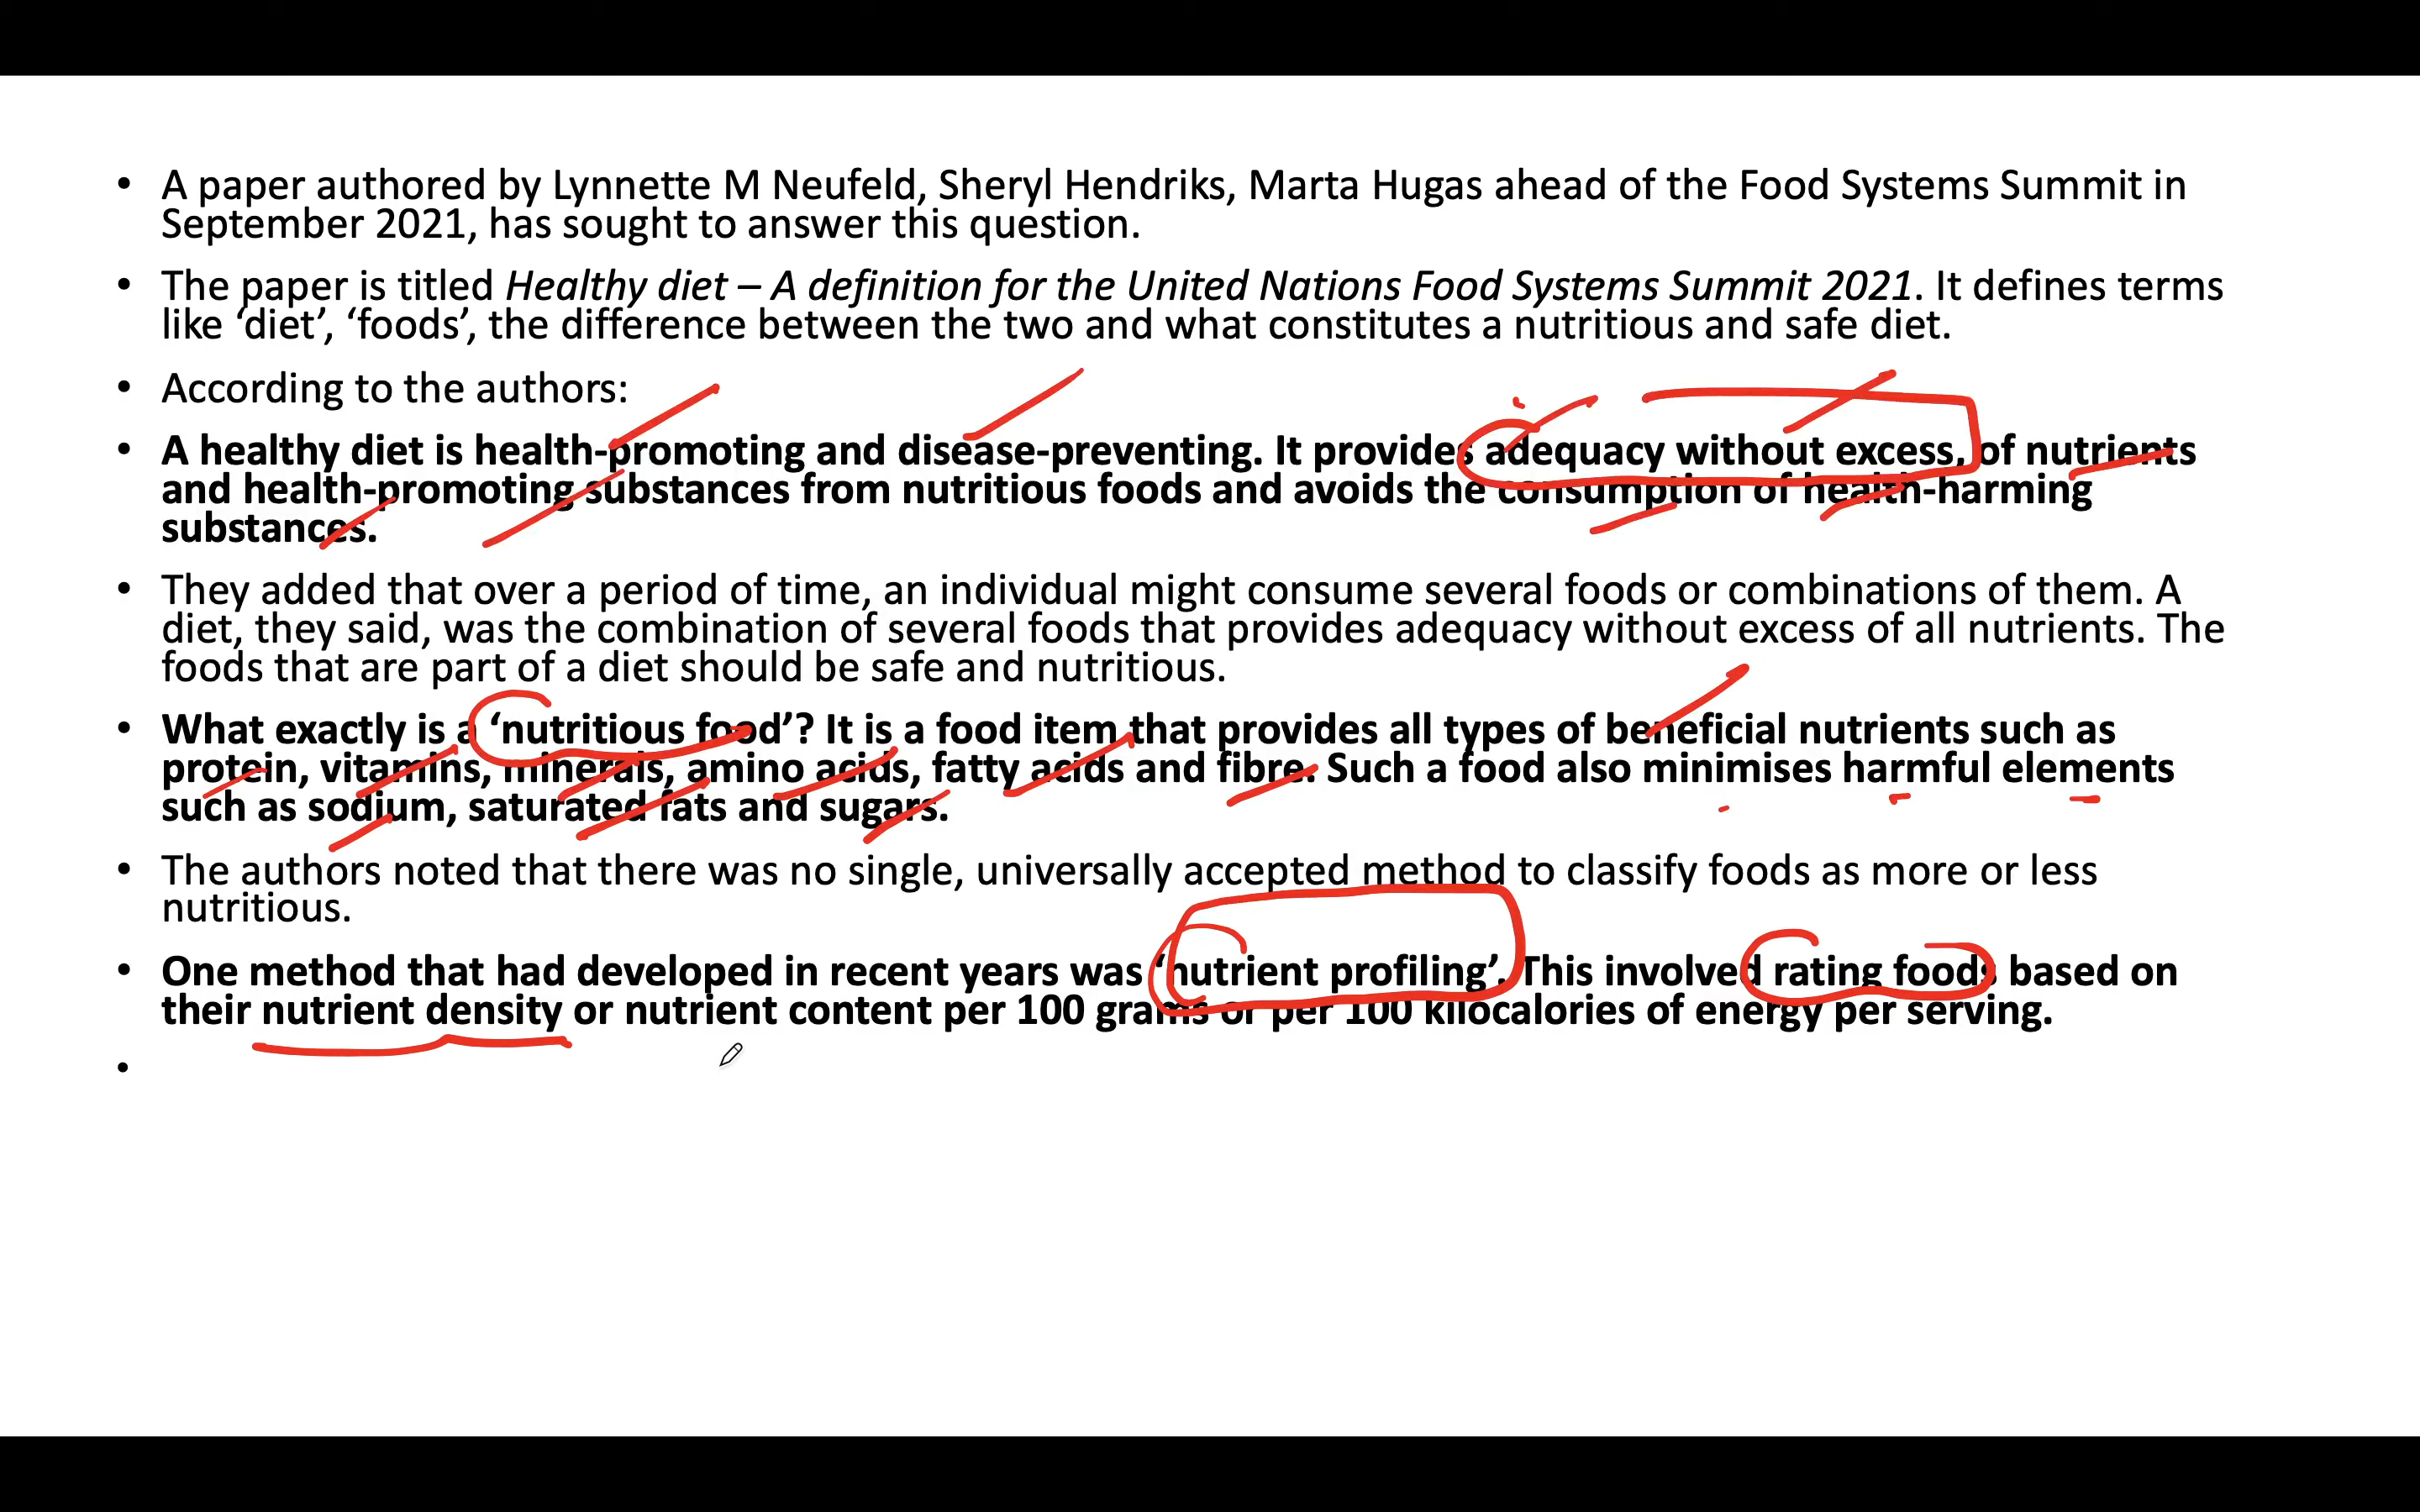 • A paper authored by Lynnette M Neufeld, Sheryl Hendriks, Marta Hugas ahead of the Food Systems Summit in
September 2021, has sought to answer this question.
• The paper is titled Healthy diet – A definition for the United Nations Food Systems Summit 2021. It defines terms
like ‘diet’, ‘foods’, the difference between the two and what constitutes a nutritious and safe diet.
• According to the authors:
• A healthy diet is health-promoting and disease-preventing. It provides adequacy without excess, of nutrients
and health-promoting substances from nutritious foods and avoids the consumption of health-harming
substances.
• They added that over a period of time, an individual might consume several foods or combinations of them. A
diet, they said, was the combination of several foods that provides adequacy without excess of all nutrients. The
foods that are part of a diet should be safe and nutritious.
• What exactly is a ‘nutritious food’? It is a food item that provides all types of beneficial nutrients such as
protein, vitamins, minerals, amino acids, fatty acids and fibre. Such a food also minimises harmful elements
such as sodium, saturated fats and sugars.
• The authors noted that there was no single, universally accepted method to classify foods as more or less
nutritious.
• One method that had developed in recent years was ‘nutrient profiling’. This involved rating foods based on
their nutrient density or nutrient content per 100 grams or per 100 kilocalories of energy per serving.
•